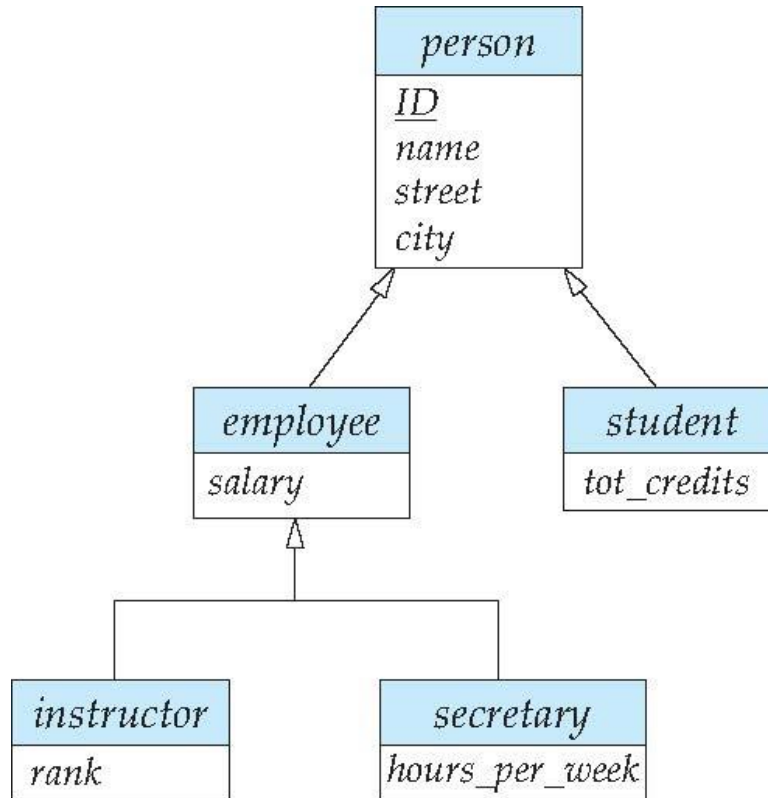 person
ID
name
street
city
employee
salary
student
tot_credits
instructor
rank
secretary
hours_per_week